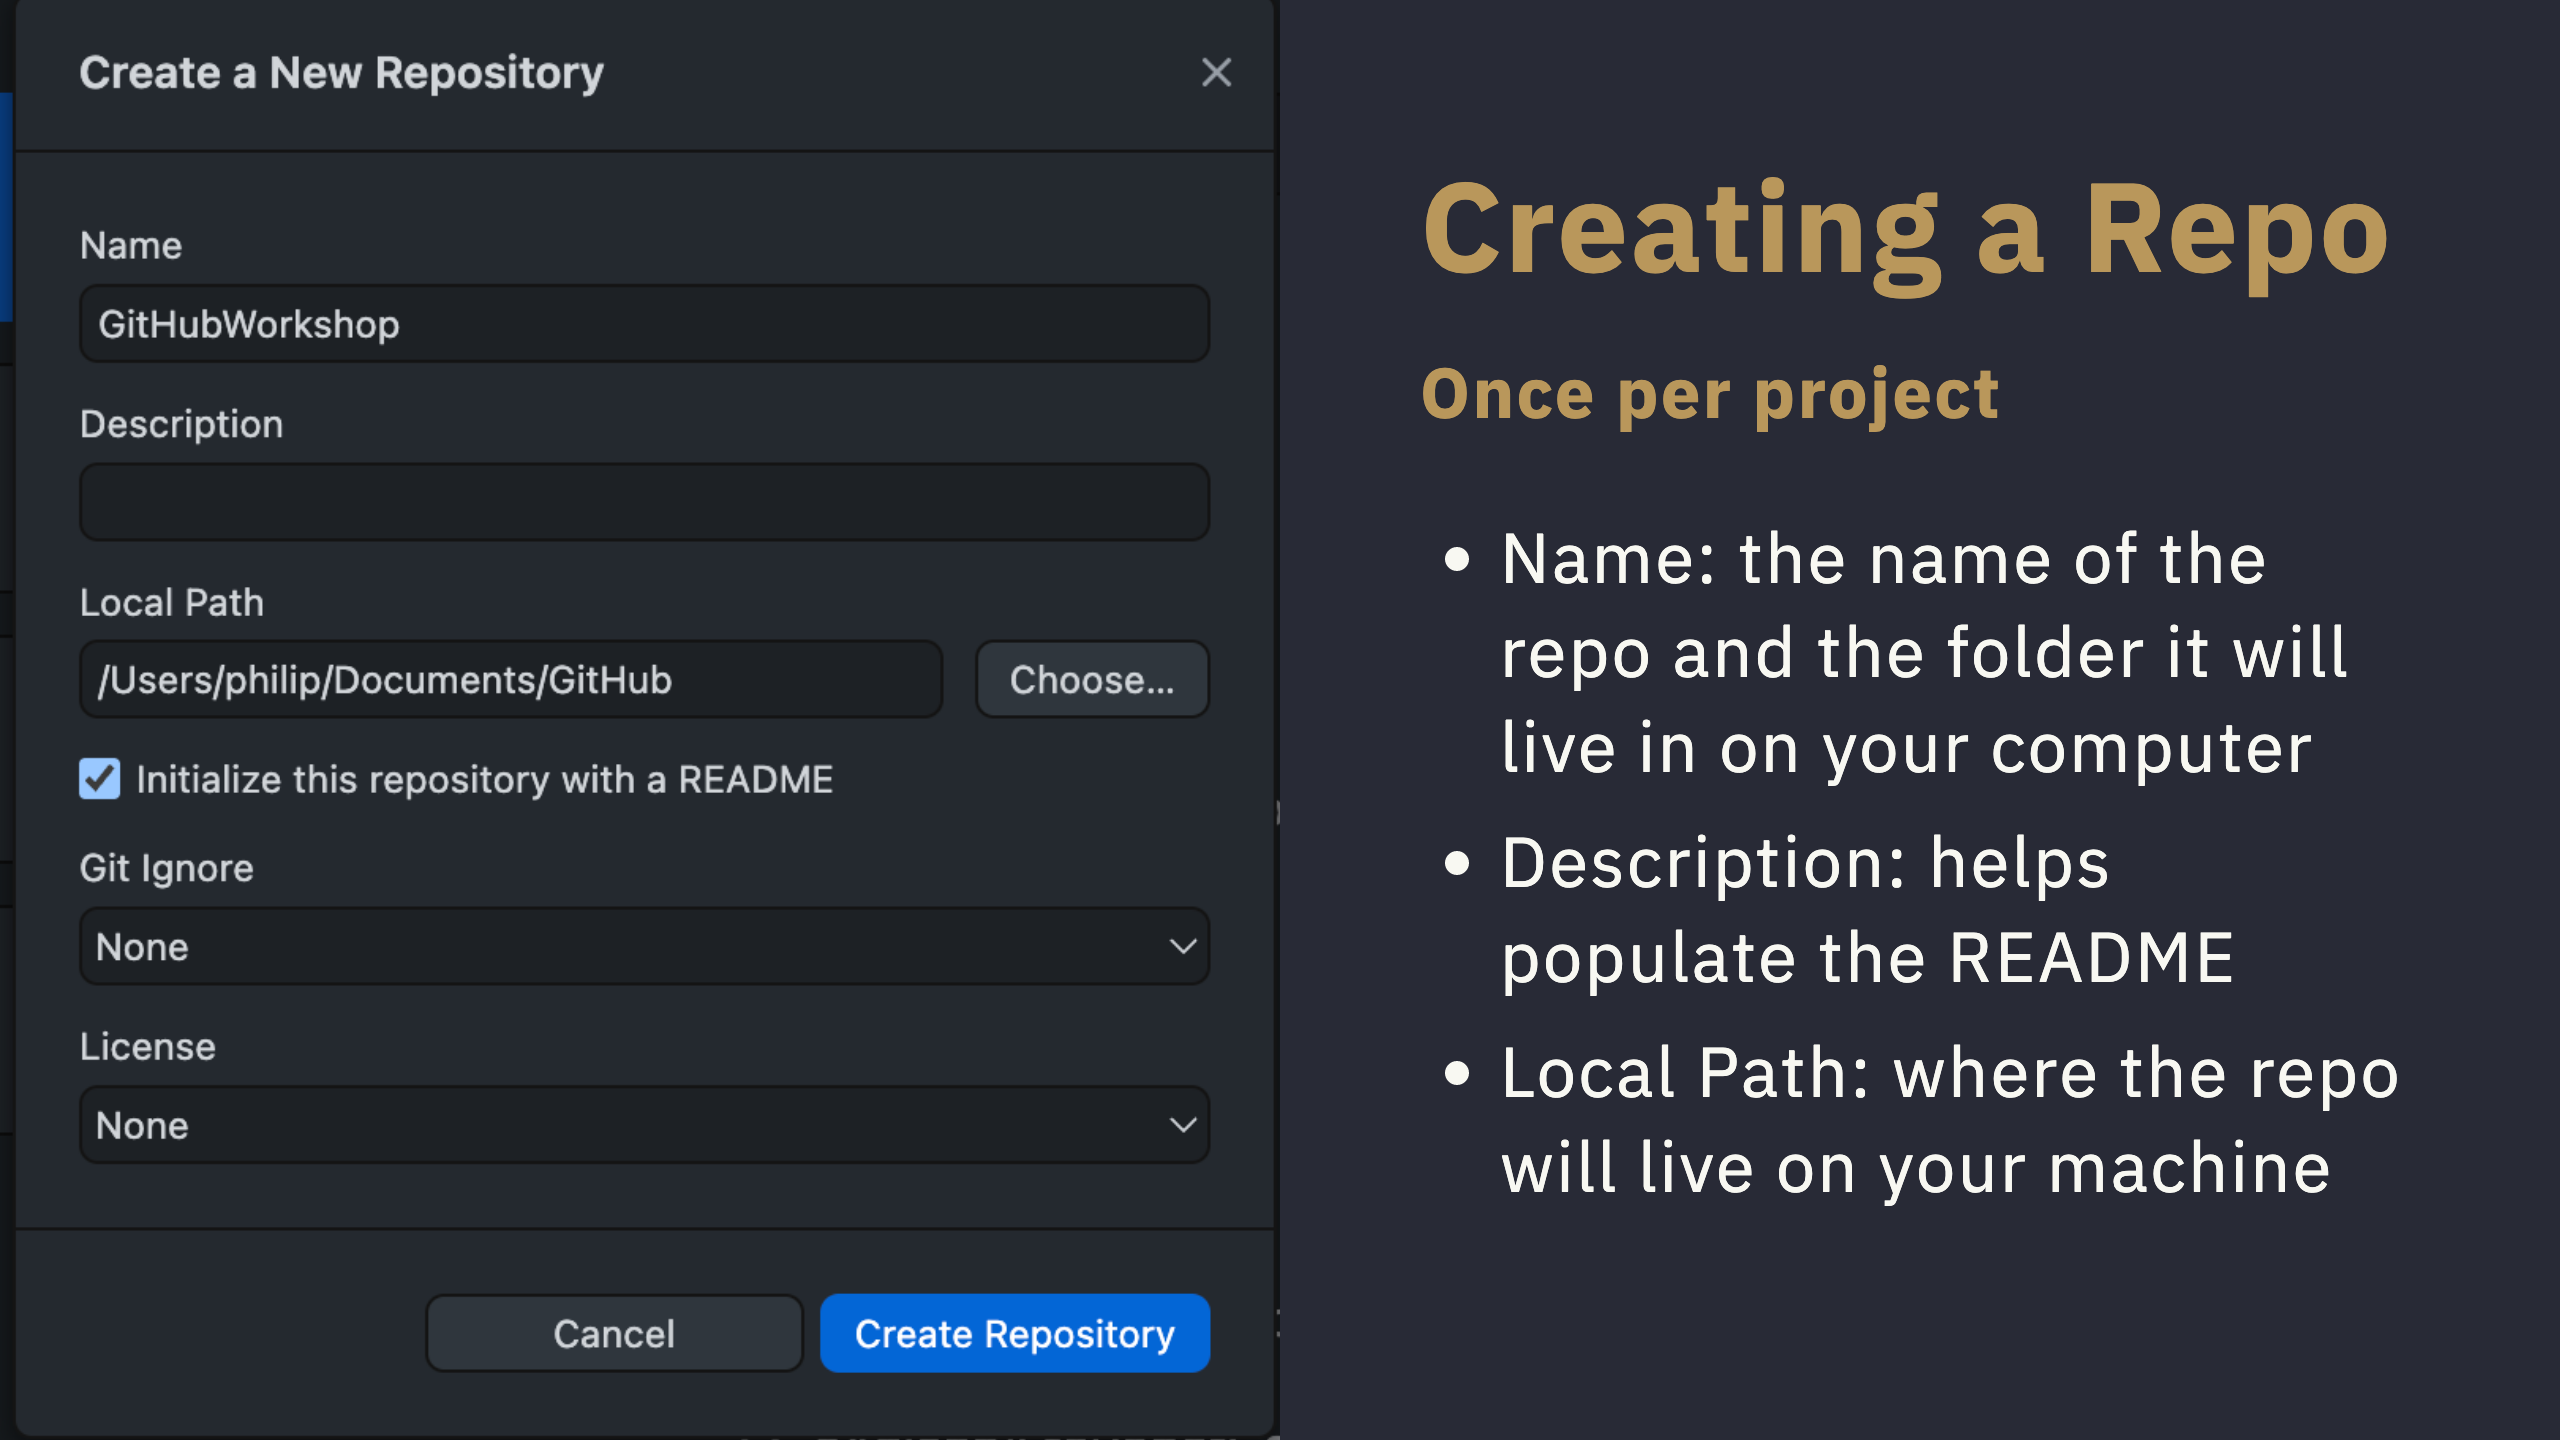 Create a New Repository
Name
GitHubWorkshop
Description
Local Path
/Users/philip/Documents/GitHub
Choose...
Initialize this repository with a README
Git Ignore
None
License
None
Cancel
Create Repository
Creating a Repo
Once per project
• Name: the name of the
repo and the folder it will
live in on your computer
• Description: helps
populate the README
• Local Path: where the repo
will live on your machine